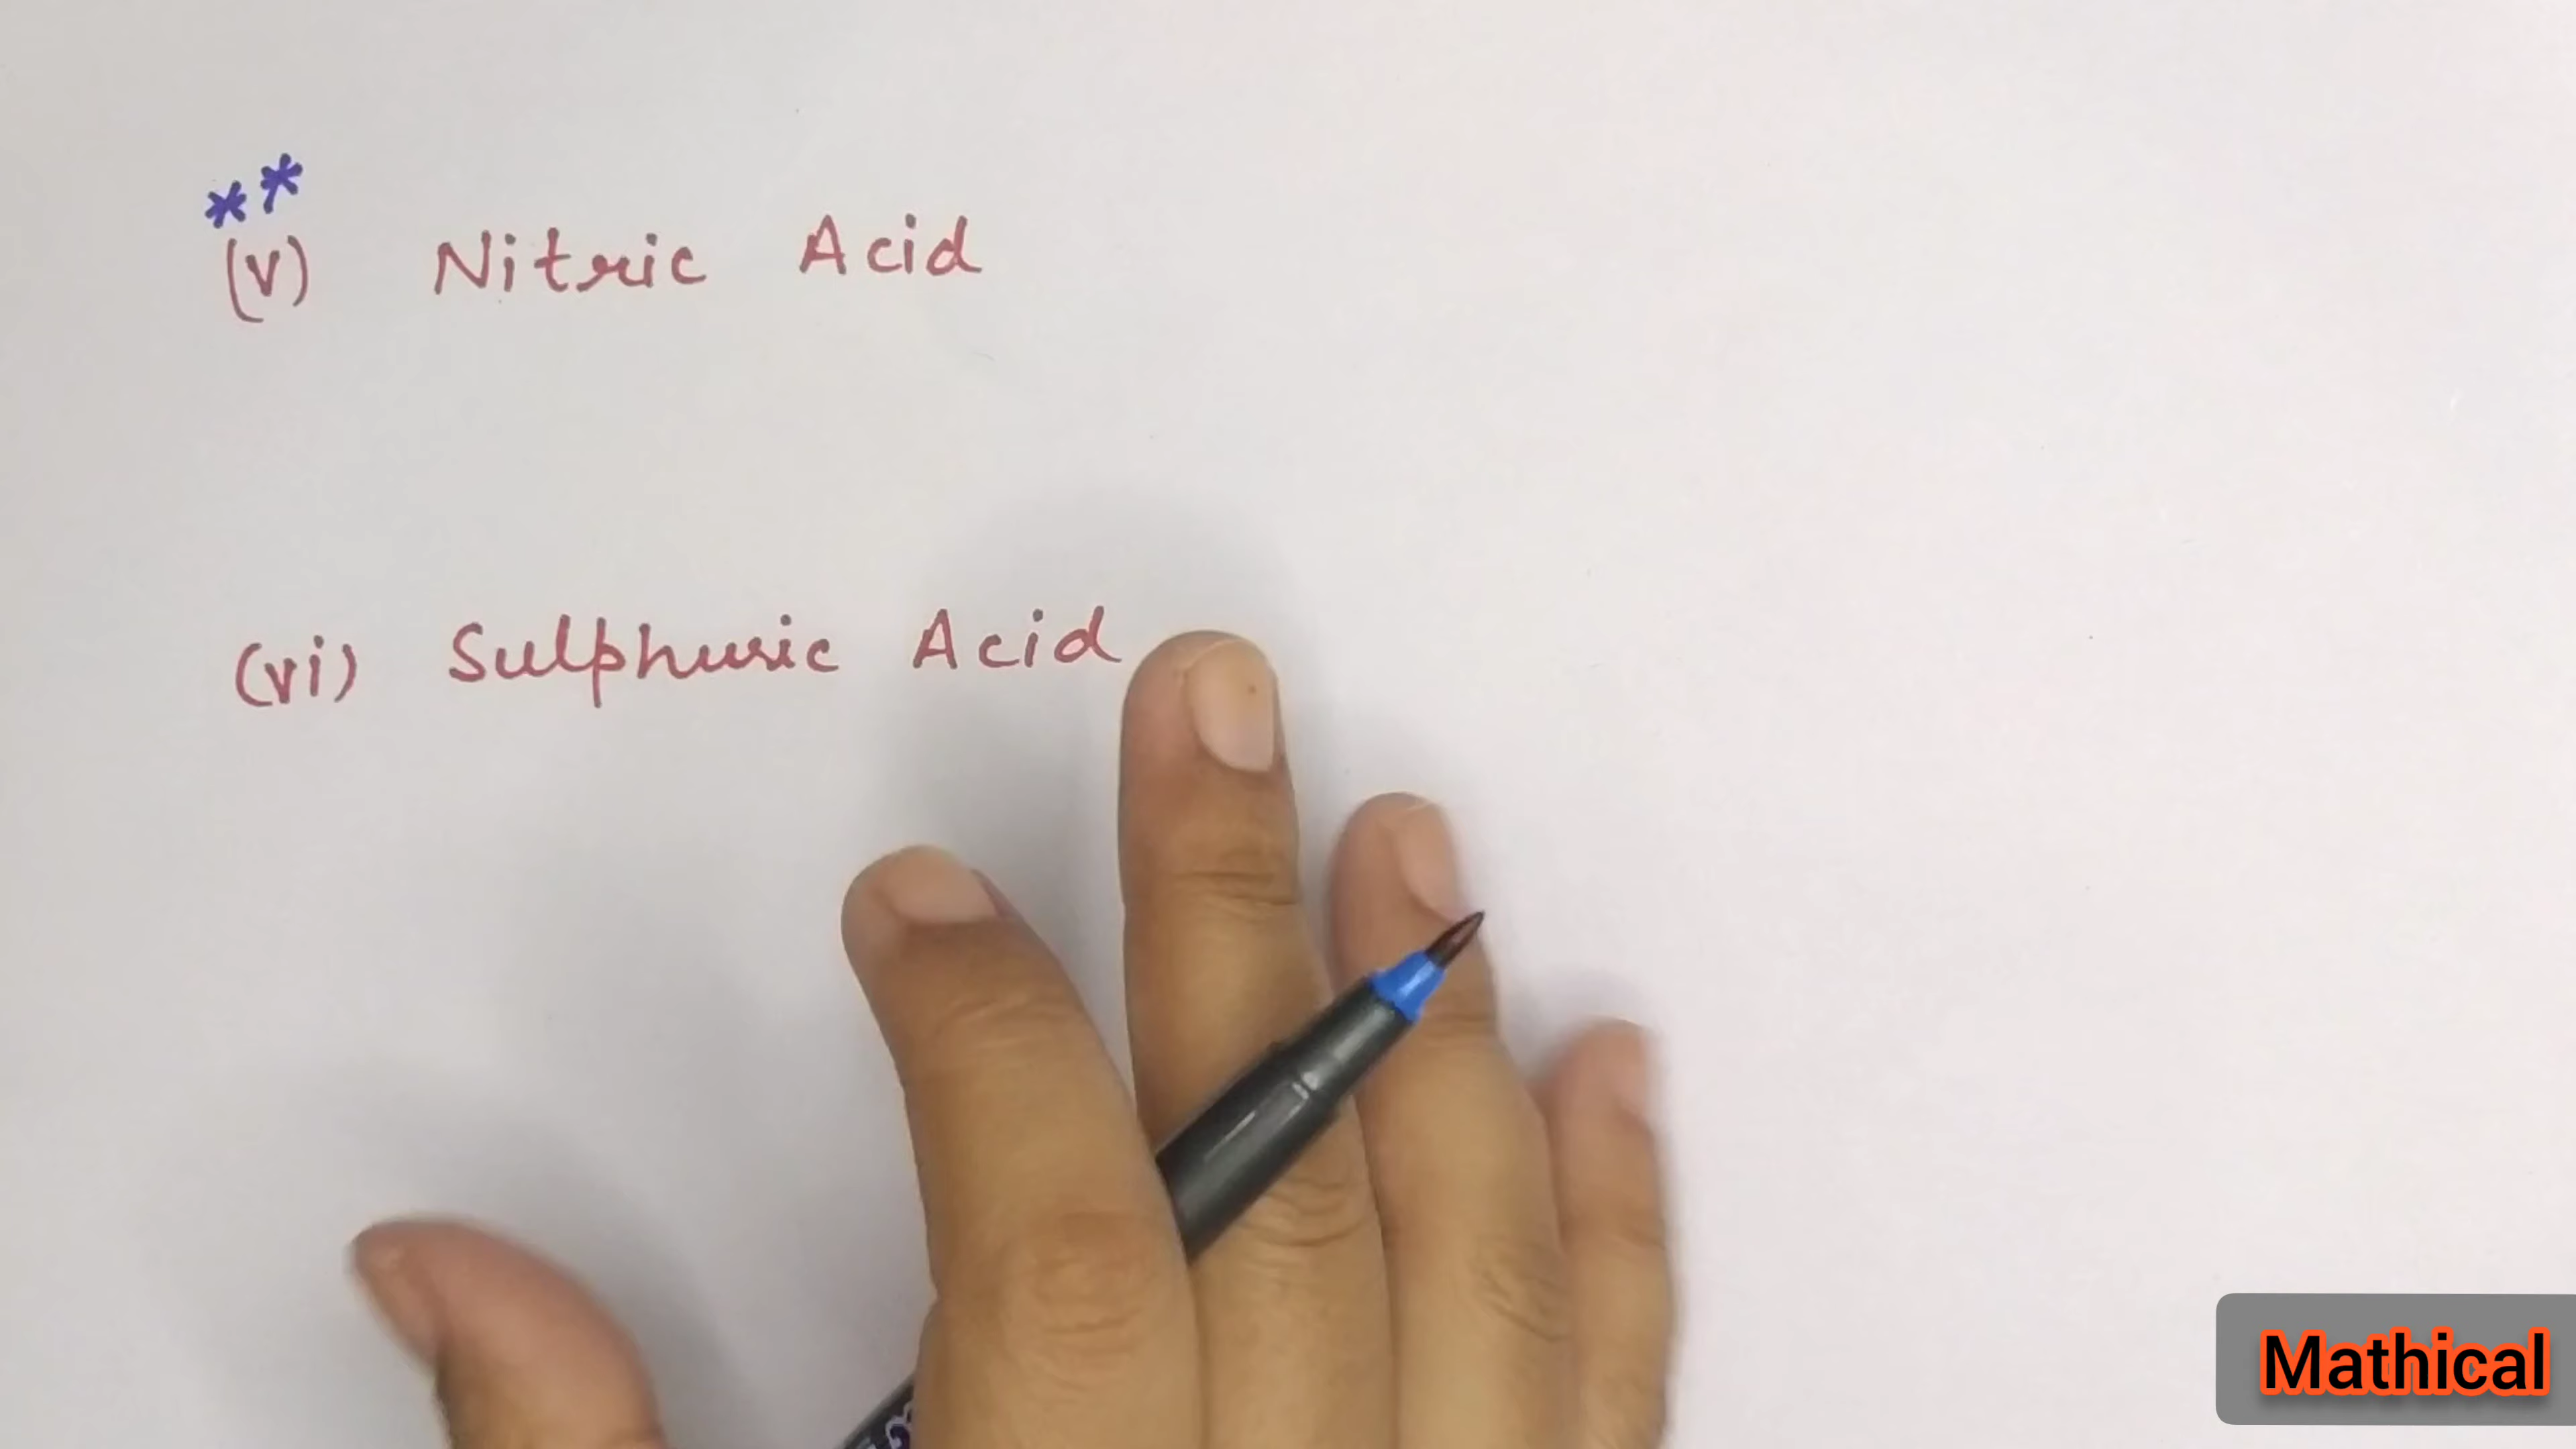 **
(v) Nitric Acid
(vi) Sulphuric Acid
Mathical